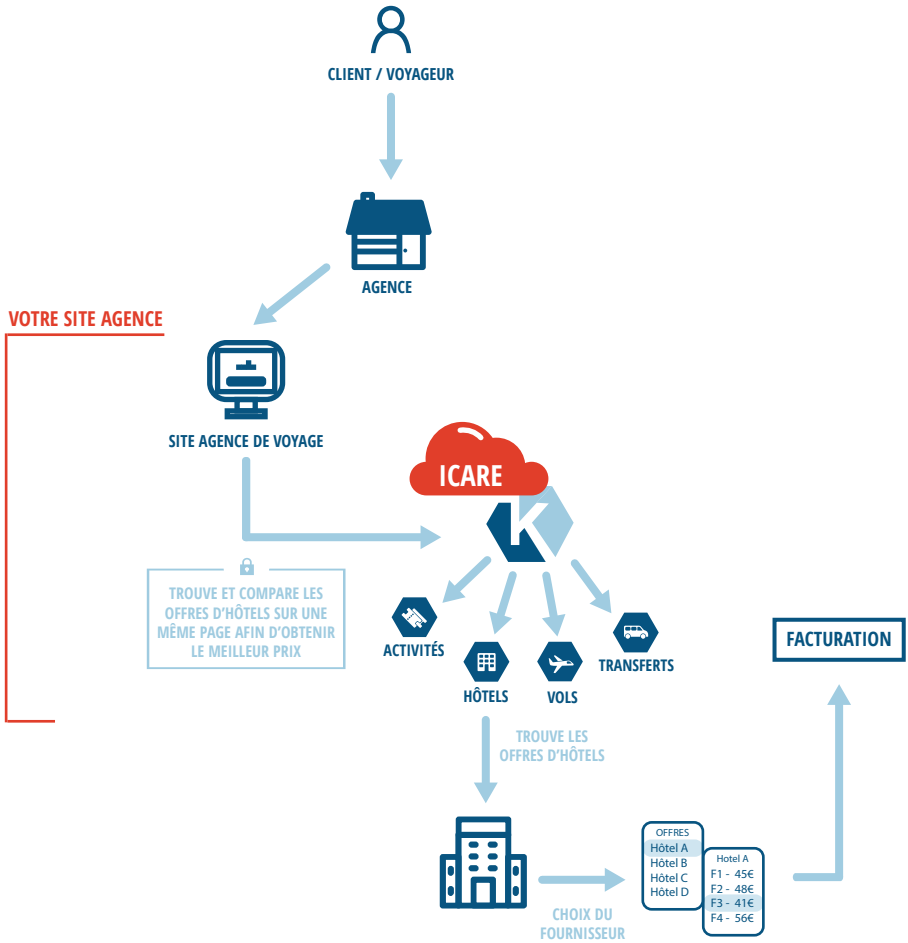 CLIENT / VOYAGEUR
AGENCE
VOTRE SITE AGENCE
SITE AGENCE DE VOYAGE
ICARE
K
TROUVE ET COMPARE LES
OFFRES D'HÔTELS SUR UNE
MÊME PAGE AFIN D'OBTENIR
LE MEILLEUR PRIX
ACTIVITÉS
HÔTELS
VOLS
TRANSFERTS
FACTURATION
TROUVE LES
OFFRES D'HÔTELS
OFFRES
Hôtel A
Hôtel B
Hôtel C
Hôtel D
Hotel A
F1 - 45€
F2 - 48€
F3 - 41€
F4 - 56€
CHOIX DU
FOURNISSEUR